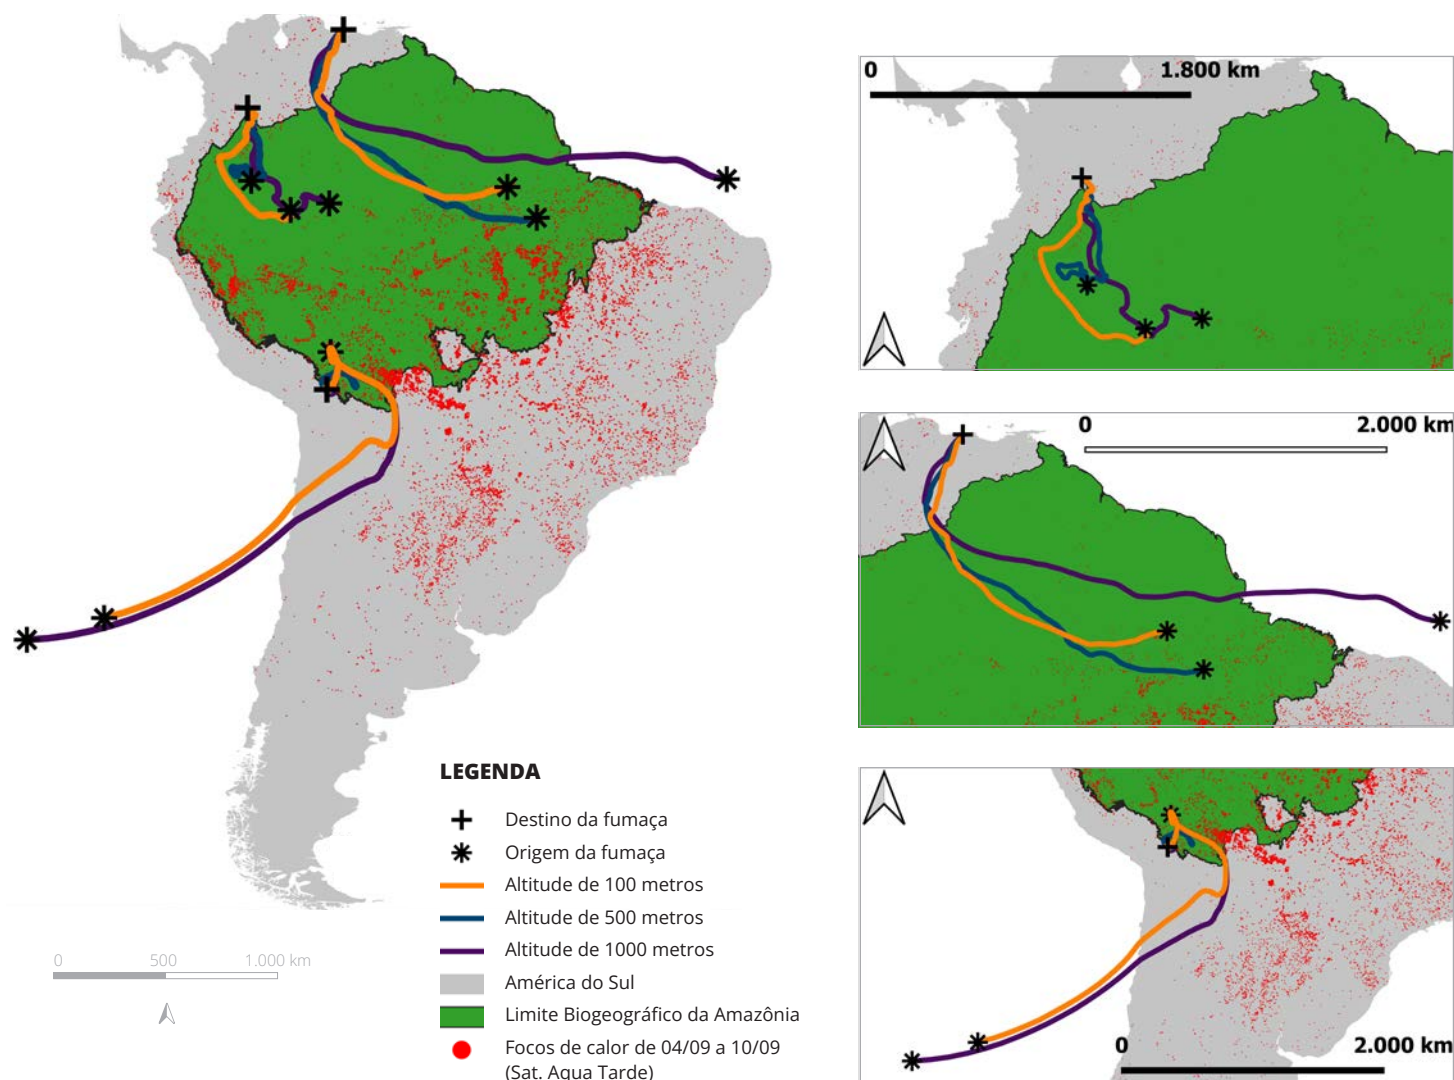 0 1.800 km
0 2.000 km
LEGENDA
Destino da fumaça
Origem da fumaça
Altitude de 100 metros
Altitude de 500 metros
Altitude de 1000 metros
América do Sul
Limite Biogeográfico da Amazônia
Focos de calor de 04/09 a 10/09
(Sat. Aqua Tarde)
0 500 1.000 km
0 2.000 km